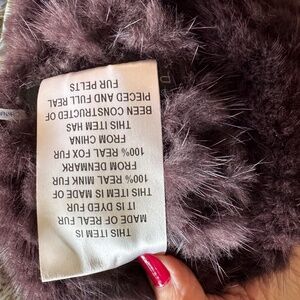 THIS ITEM IS
MADE OF REAL FUR
IT IS DYED FUR
THIS ITEM IS MADE OF
100% REAL MINK FUR
FROM DENMARK
100% REAL FOX FUR
FROM CHINA
THIS ITEM HAS
BEEN CONSTRUCTED OF
PIECED AND FULL REAL
FUR PELTS